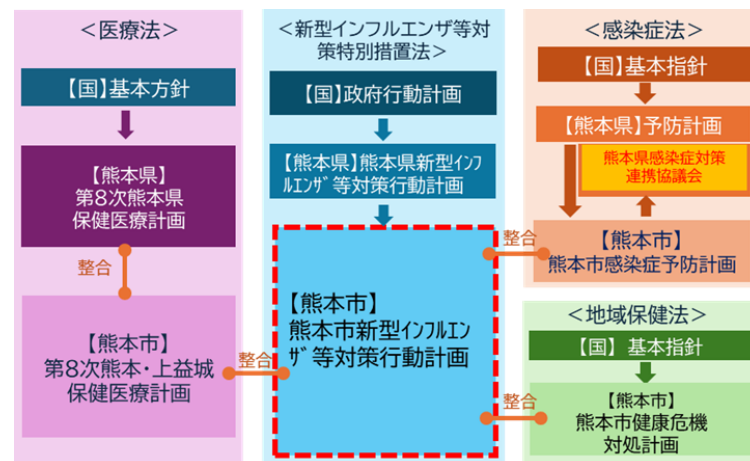 <医療法>
【国】基本方針
【熊本県】
第8次熊本県
保健医療計画
整合
【熊本市】
第8次熊本・上益城
保健医療計画
整合
<新型インフルエンザ等対
策特別措置法>
【国】政府行動計画
【熊本県】熊本県新型ｲﾝﾌ
ﾙｴﾝｻﾞ等対策行動計画
【熊本市】
熊本市新型ｲﾝﾌﾙｴﾝ
ｻﾞ等対策行動計画
整合
整合
<感染症法>
【国】基本指針
【熊本県】予防計画
熊本県感染症対策
連携協議会
【熊本市】
熊本市感染症予防計画
<地域保健法>
【国】 基本指針
【熊本市】
熊本市健康危機
対処計画